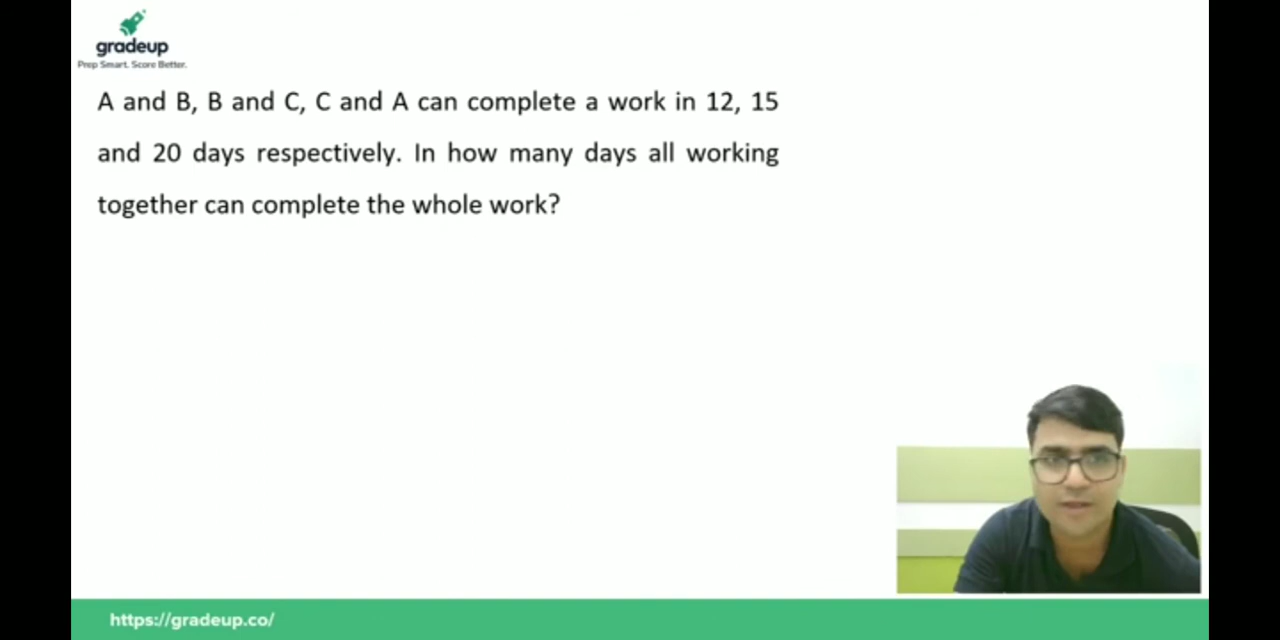 gradeup
Prep Smart. Score Better.
A and B, B and C, C and A can complete a work in 12, 15
and 20 days respectively. In how many days all working
together can complete the whole work?
https://gradeup.co/